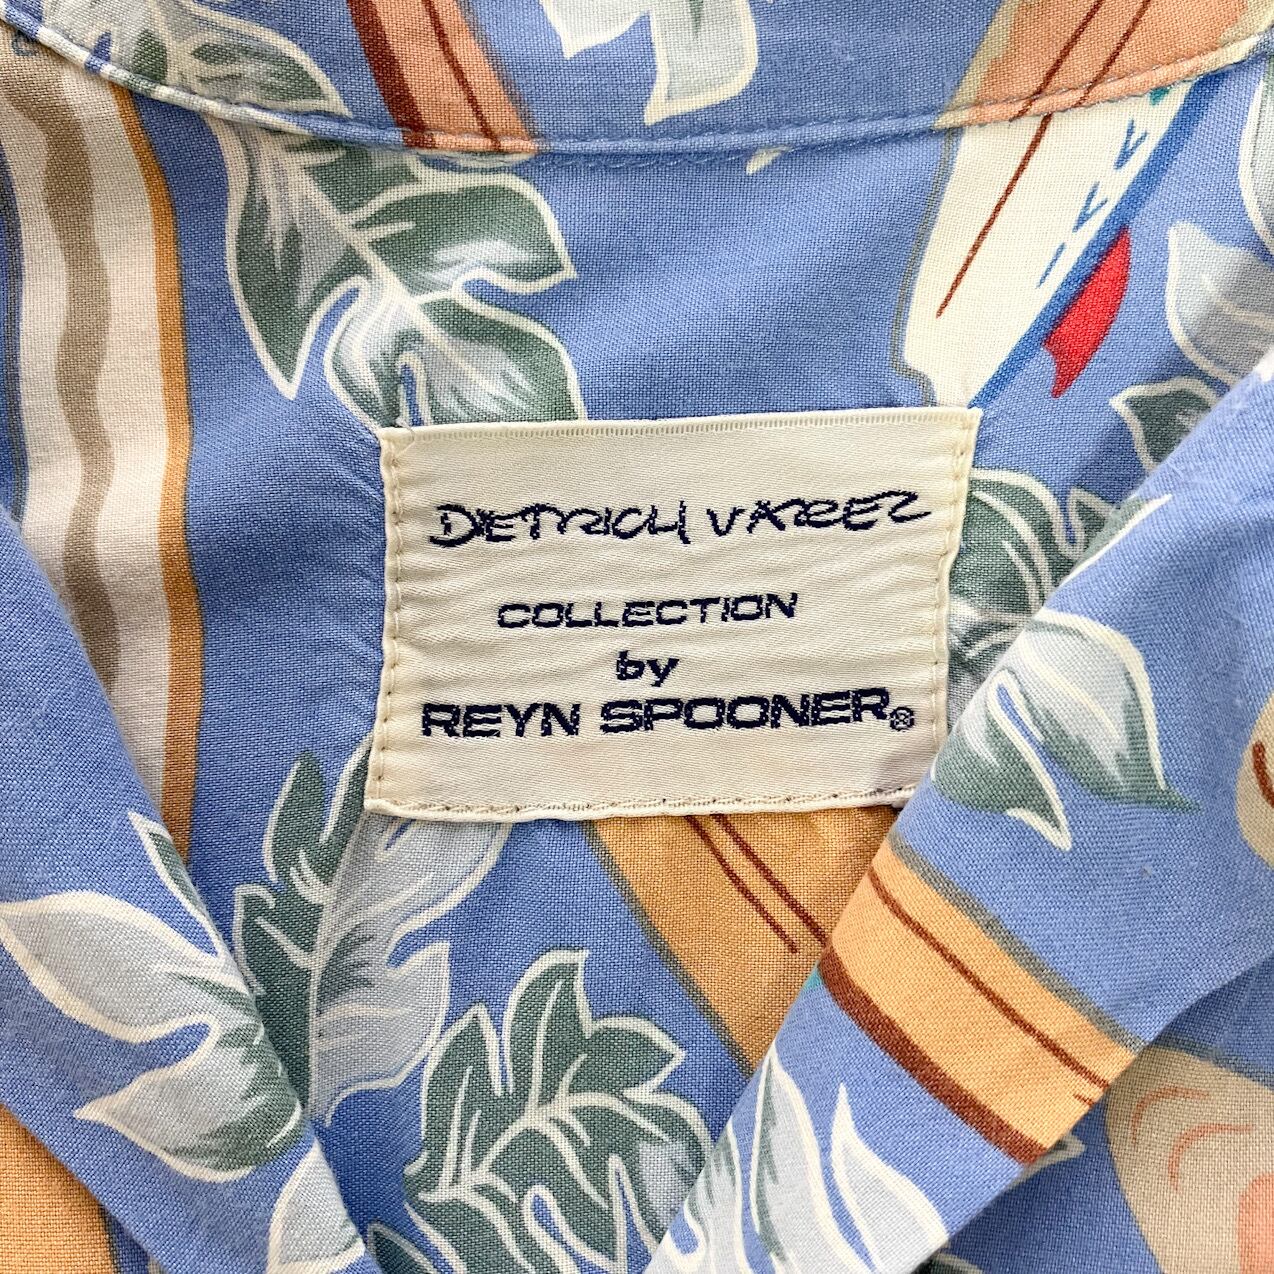 DIETRICH VAREZ
COLLECTION
by
REYN SPOONER®